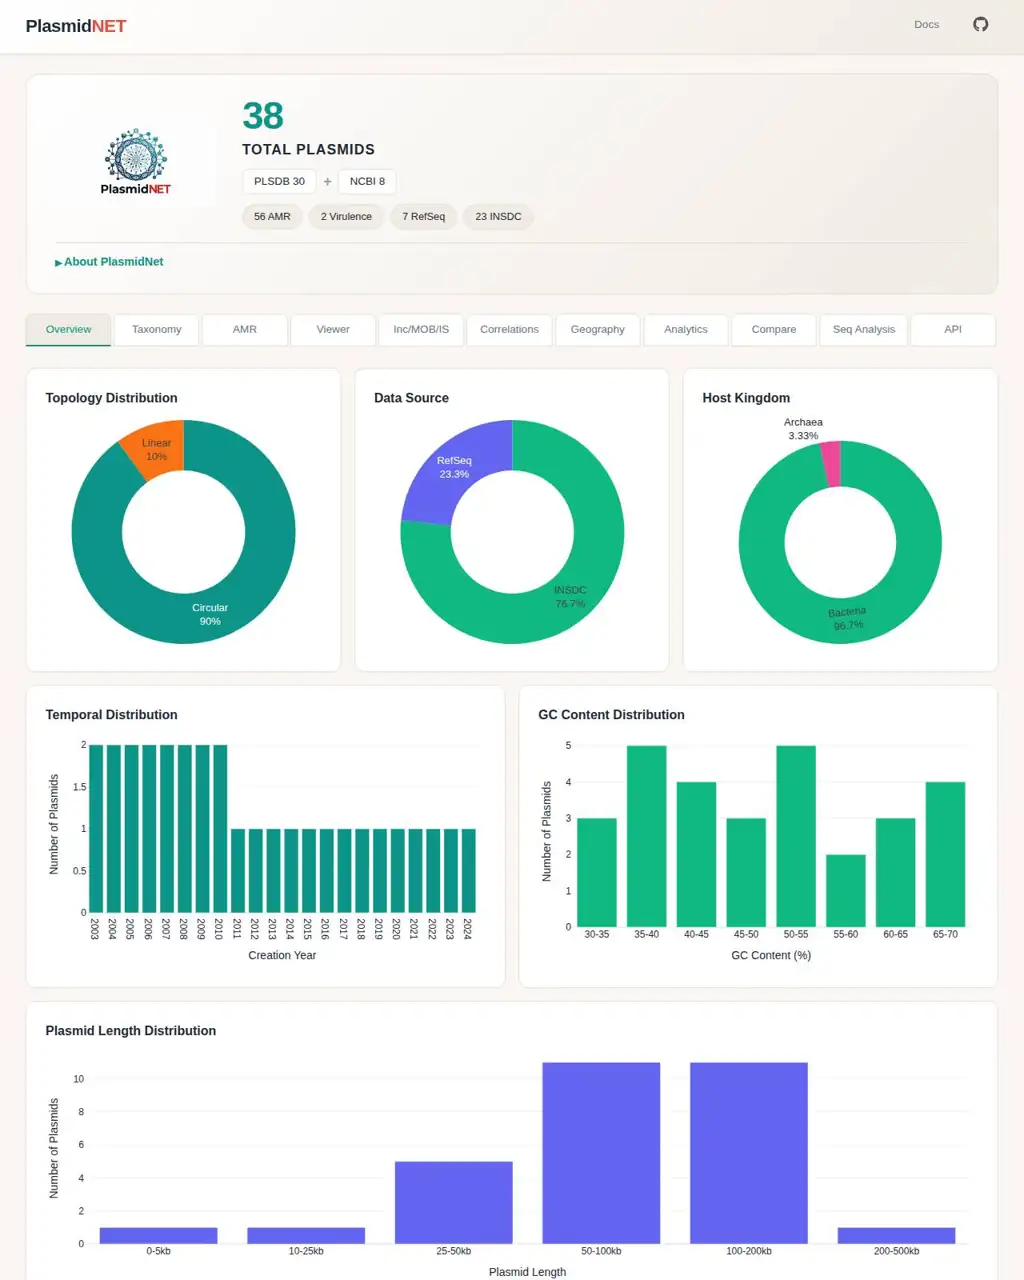 PlasmidNET
Docs
38
TOTAL PLASMIDS
PLSDB 30 + NCBI 8
56 AMR 2 Virulence 7 RefSeq 23 INSDC
PlasmidNET
▶ About PlasmidNet
Overview Taxonomy AMR Viewer Inc/MOB/IS Correlations Geography Analytics Compare Seq Analysis API
Topology Distribution
Linear
10%
Circular
90%
Data Source
RefSeq
23.3%
INSDC
76.7%
Host Kingdom
Archaea
3.33%
Bacteria
96.7%
Temporal Distribution
Number of Plasmids
2
1.5
1
0.5
0
2003 2004 2005 2006 2007 2008 2009 2010 2011 2012 2013 2014 2015 2016 2017 2018 2019 2020 2021 2022 2023 2024
Creation Year
GC Content Distribution
Number of Plasmids
5
4
3
2
1
0
30-35 35-40 40-45 45-50 50-55 55-60 60-65 65-70
GC Content (%)
Plasmid Length Distribution
Number of Plasmids
10
8
6
4
2
0
0-5kb 10-25kb 25-50kb 50-100kb 100-200kb 200-500kb
Plasmid Length